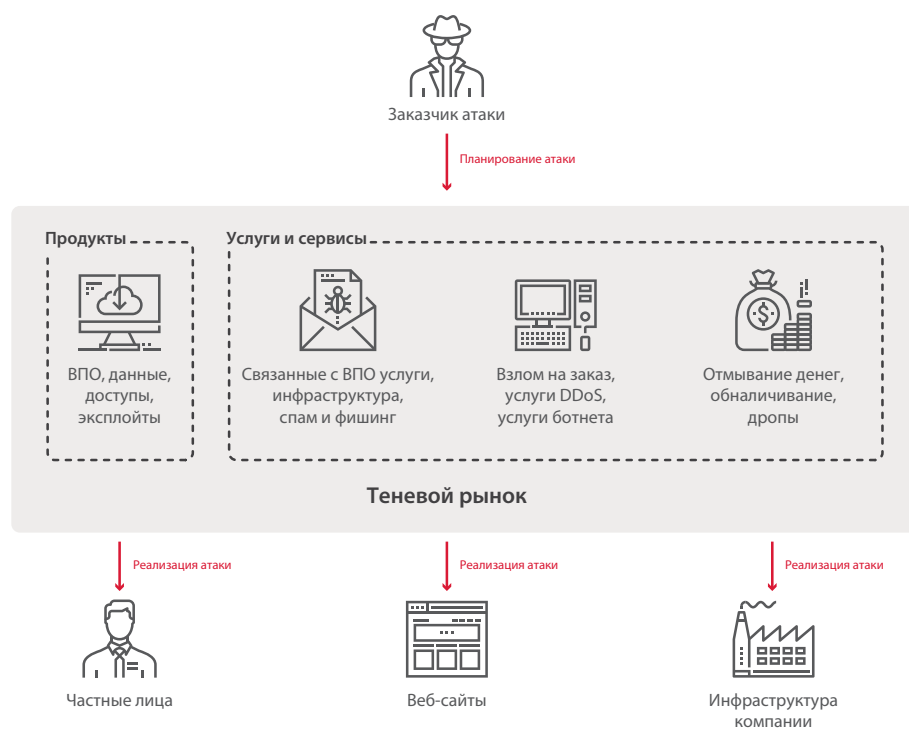 Заказчик атаки
Планирование атаки
Продукты
Услуги и сервисы
ВПО, данные,
доступы,
эксплойты
Связанные с ВПО услуги,
инфраструктура,
спам и фишинг
Взлом на заказ,
услуги DDoS,
услуги ботнета
Отмывание денег,
обналичивание,
дропы
Теневой рынок
Реализация атаки
Реализация атаки
Реализация атаки
Частные лица
Веб-сайты
Инфраструктура
компании